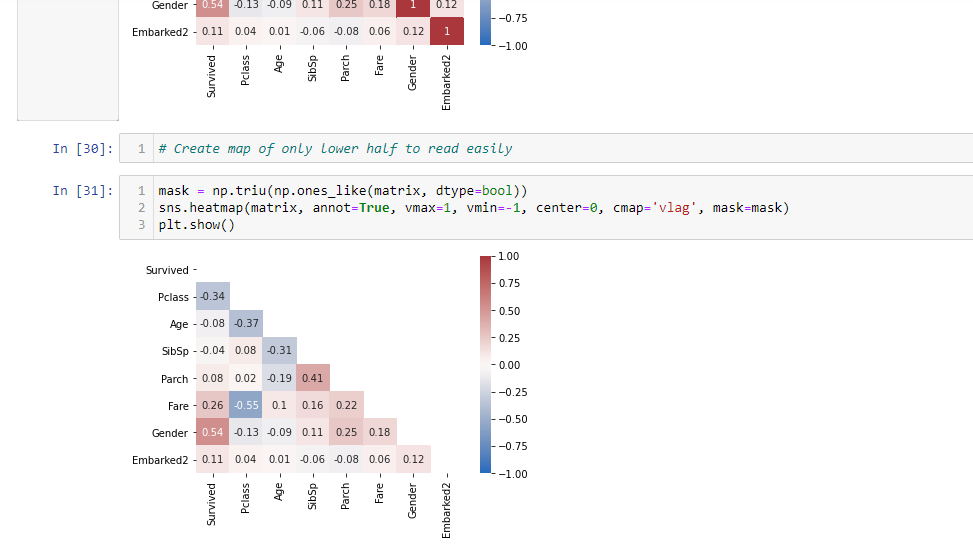 Gender 0.54 -0.13 -0.09 0.11 0.25 0.18 1 0.12
-0.75
Embarked2 0.11 0.04 0.01 -0.06 -0.08 0.06 0.12 1
-1.00
Survived Pclass Age SibSp Parch Fare Gender Embarked2
In [30]: 1 # Create map of only lower half to read easily
In [31]: 1 mask = np.triu(np.ones_like(matrix, dtype=bool))
2 sns.heatmap(matrix, annot=True, vmax=1, vmin=-1, center=0, cmap='vlag', mask=mask)
3 plt.show()
1.00
Survived
0.75
Pclass -0.34
Age -0.08 -0.37
0.50
SibSp -0.04 0.08 -0.31
0.25
0.00
Parch 0.08 0.02 -0.19 0.41
-0.25
Fare 0.26 -0.55 0.1 0.16 0.22
-0.50
Gender 0.54 -0.13 -0.09 0.11 0.25 0.18
-0.75
Embarked2 0.11 0.04 0.01 -0.06 -0.08 0.06 0.12
-1.00
Survived Pclass Age SibSp Parch Fare Gender Embarked2